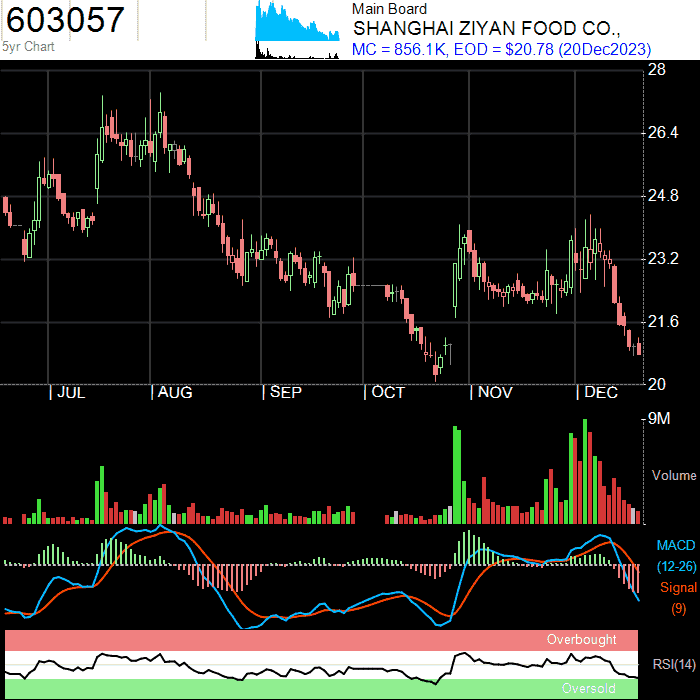 603057
5yr Chart
Main Board
SHANGHAI ZIYAN FOOD CO.,
MC = 856.1K, EOD = $20.78 (20Dec2023)
28
26.4
24.8
23.2
21.6
20
JUL
AUG
SEP
OCT
NOV
DEC
9M
Volume
MACD
(12-26)
Signal
(9)
Overbought
RSI(14)
Oversold